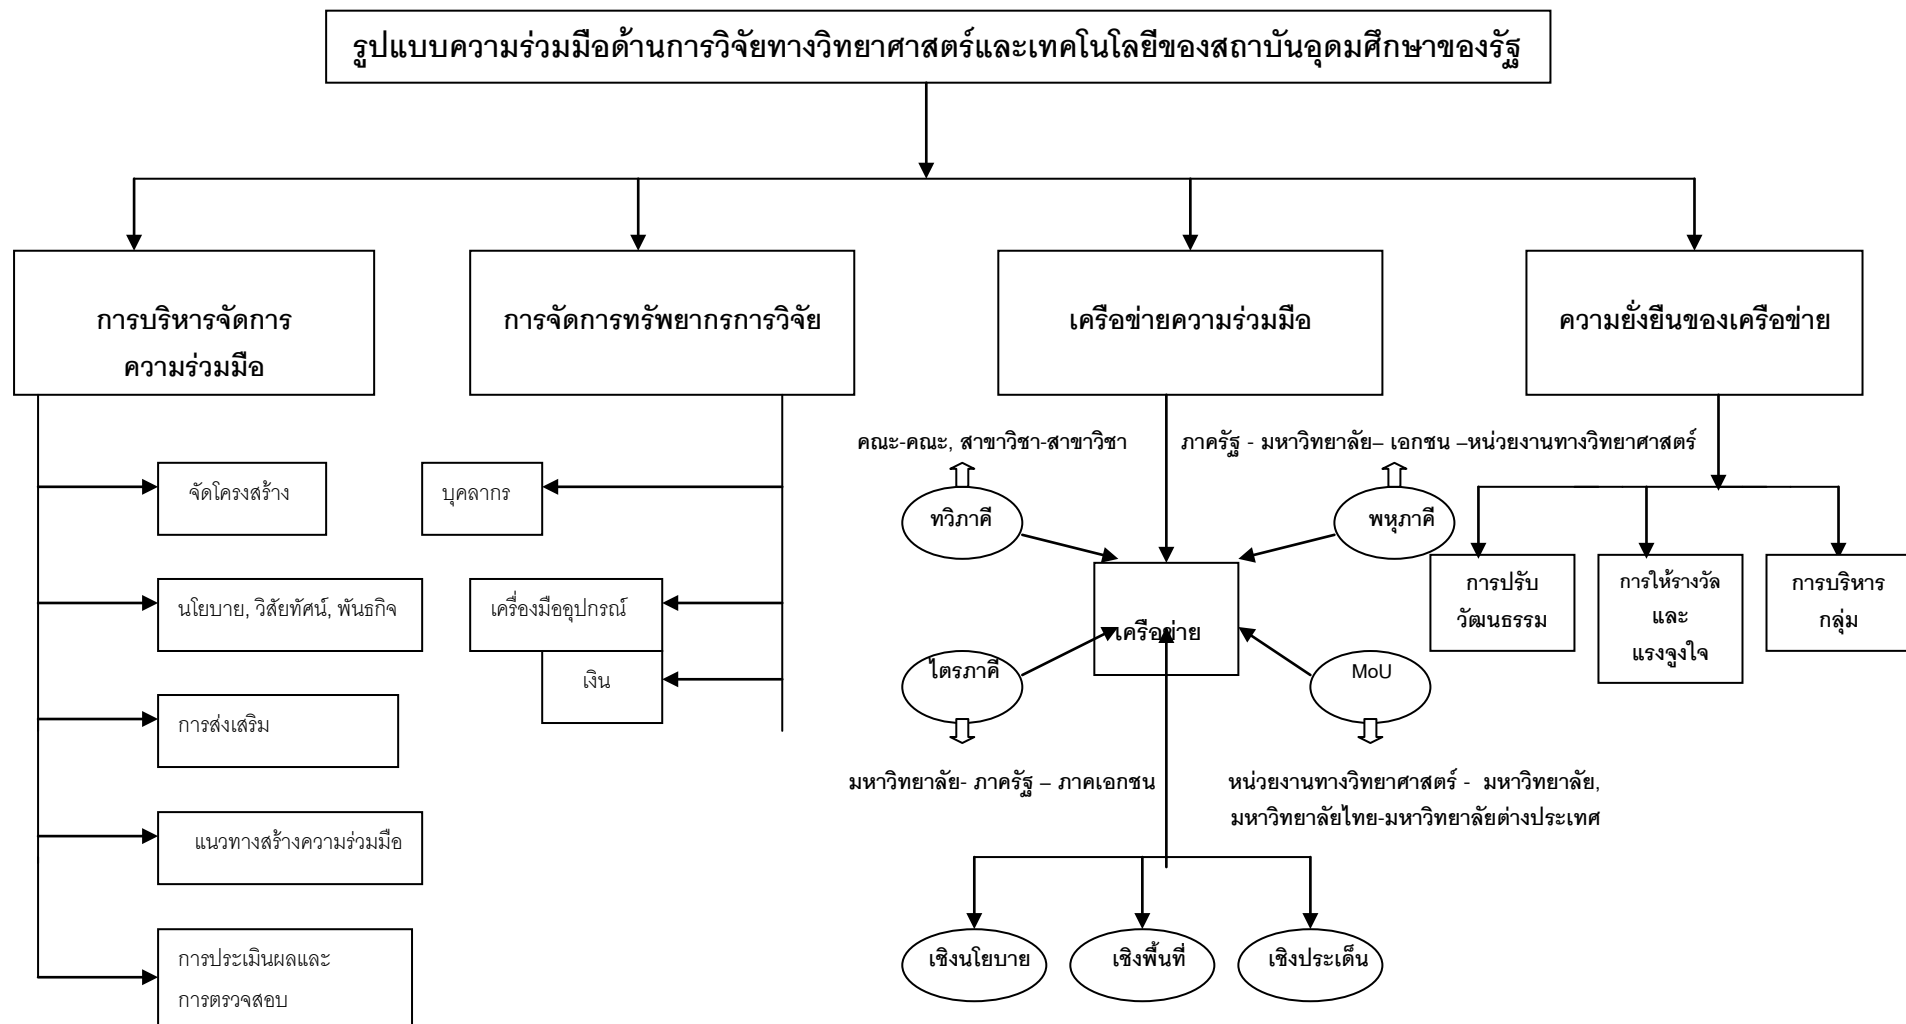 รูปแบบความร่วมมือด้านการวิจัยทางวิทยาศาสตร์และเทคโนโลยีของสถาบันอุดมศึกษาของรัฐ
การบริหารจัดการ
ความร่วมมือ
การจัดการทรัพยากรการวิจัย
เครือข่ายความร่วมมือ
ความยั่งยืนของเครือข่าย
จัดโครงสร้าง
นโยบาย, วิสัยทัศน์, พันธกิจ
การส่งเสริม
แนวทางสร้างความร่วมมือ
การประเมินผลและ
การตรวจสอบ
บุคลากร
เครื่องมืออุปกรณ์
เงิน
คณะ-คณะ, สาขาวิชา-สาขาวิชา
ภาครัฐ - มหาวิทยาลัย– เอกชน –หน่วยงานทางวิทยาศาสตร์
ทวิภาคี
พหุภาคี
เครือข่าย
ไตรภาคี
MoU
มหาวิทยาลัย- ภาครัฐ – ภาคเอกชน
หน่วยงานทางวิทยาศาสตร์ - มหาวิทยาลัย,
มหาวิทยาลัยไทย-มหาวิทยาลัยต่างประเทศ
เชิงนโยบาย
เชิงพื้นที่
เชิงประเด็น
การปรับ
วัฒนธรรม
การให้รางวัล
และ
แรงจูงใจ
การบริหาร
กลุ่ม